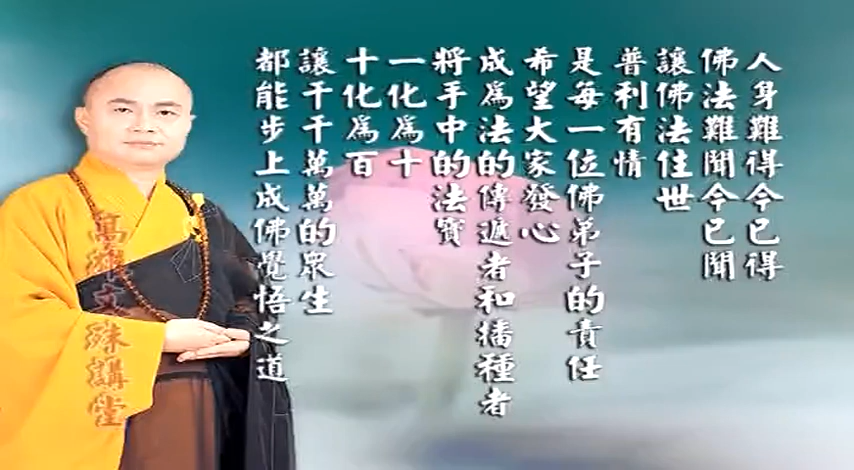 人身難得今已得
佛法難聞今已聞
讓佛法住世
普利有情
是每一位佛弟子的責任
希望大家發心
成為法的傳遞者和播種者
將手中的法寶
一化為十
十化為百
讓千千萬萬的眾生
都能步上成佛覺悟之道
高雄文殊講堂